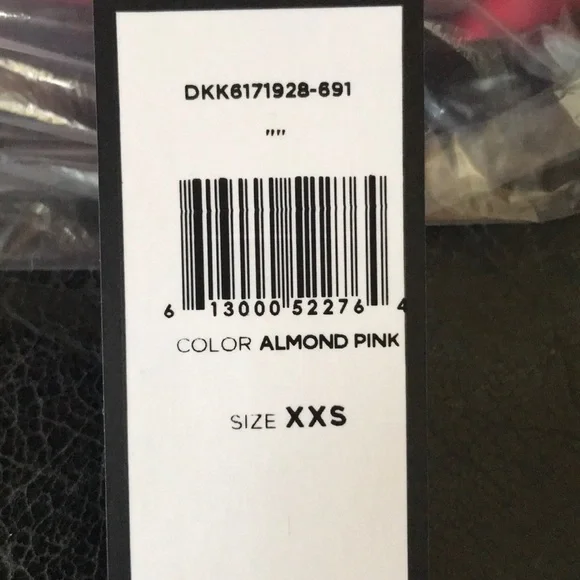 DKK6171928-691
""
6 13000 52276 4
COLOR ALMOND PINK
SIZE XXS